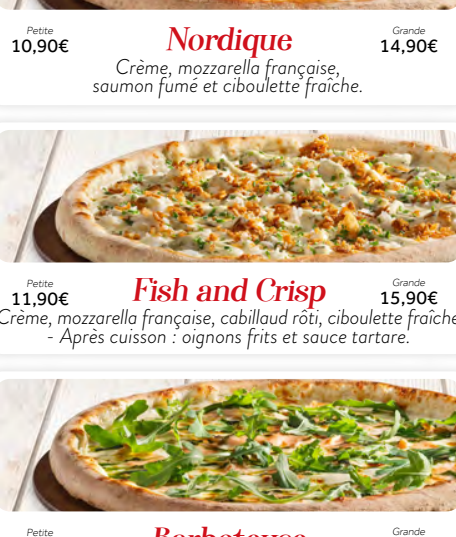 Petite
Nordique
Grande
10,90€
14,90€
Crème, mozzarella française,
saumon fumé et ciboulette fraîche.
Petite
Fish and Crisp
Grande
11,90€
15,90€
Crème, mozzarella française, cabillaud rôti, ciboulette fraîche
- Après cuisson : oignons frits et sauce tartare.
Petite
Grande